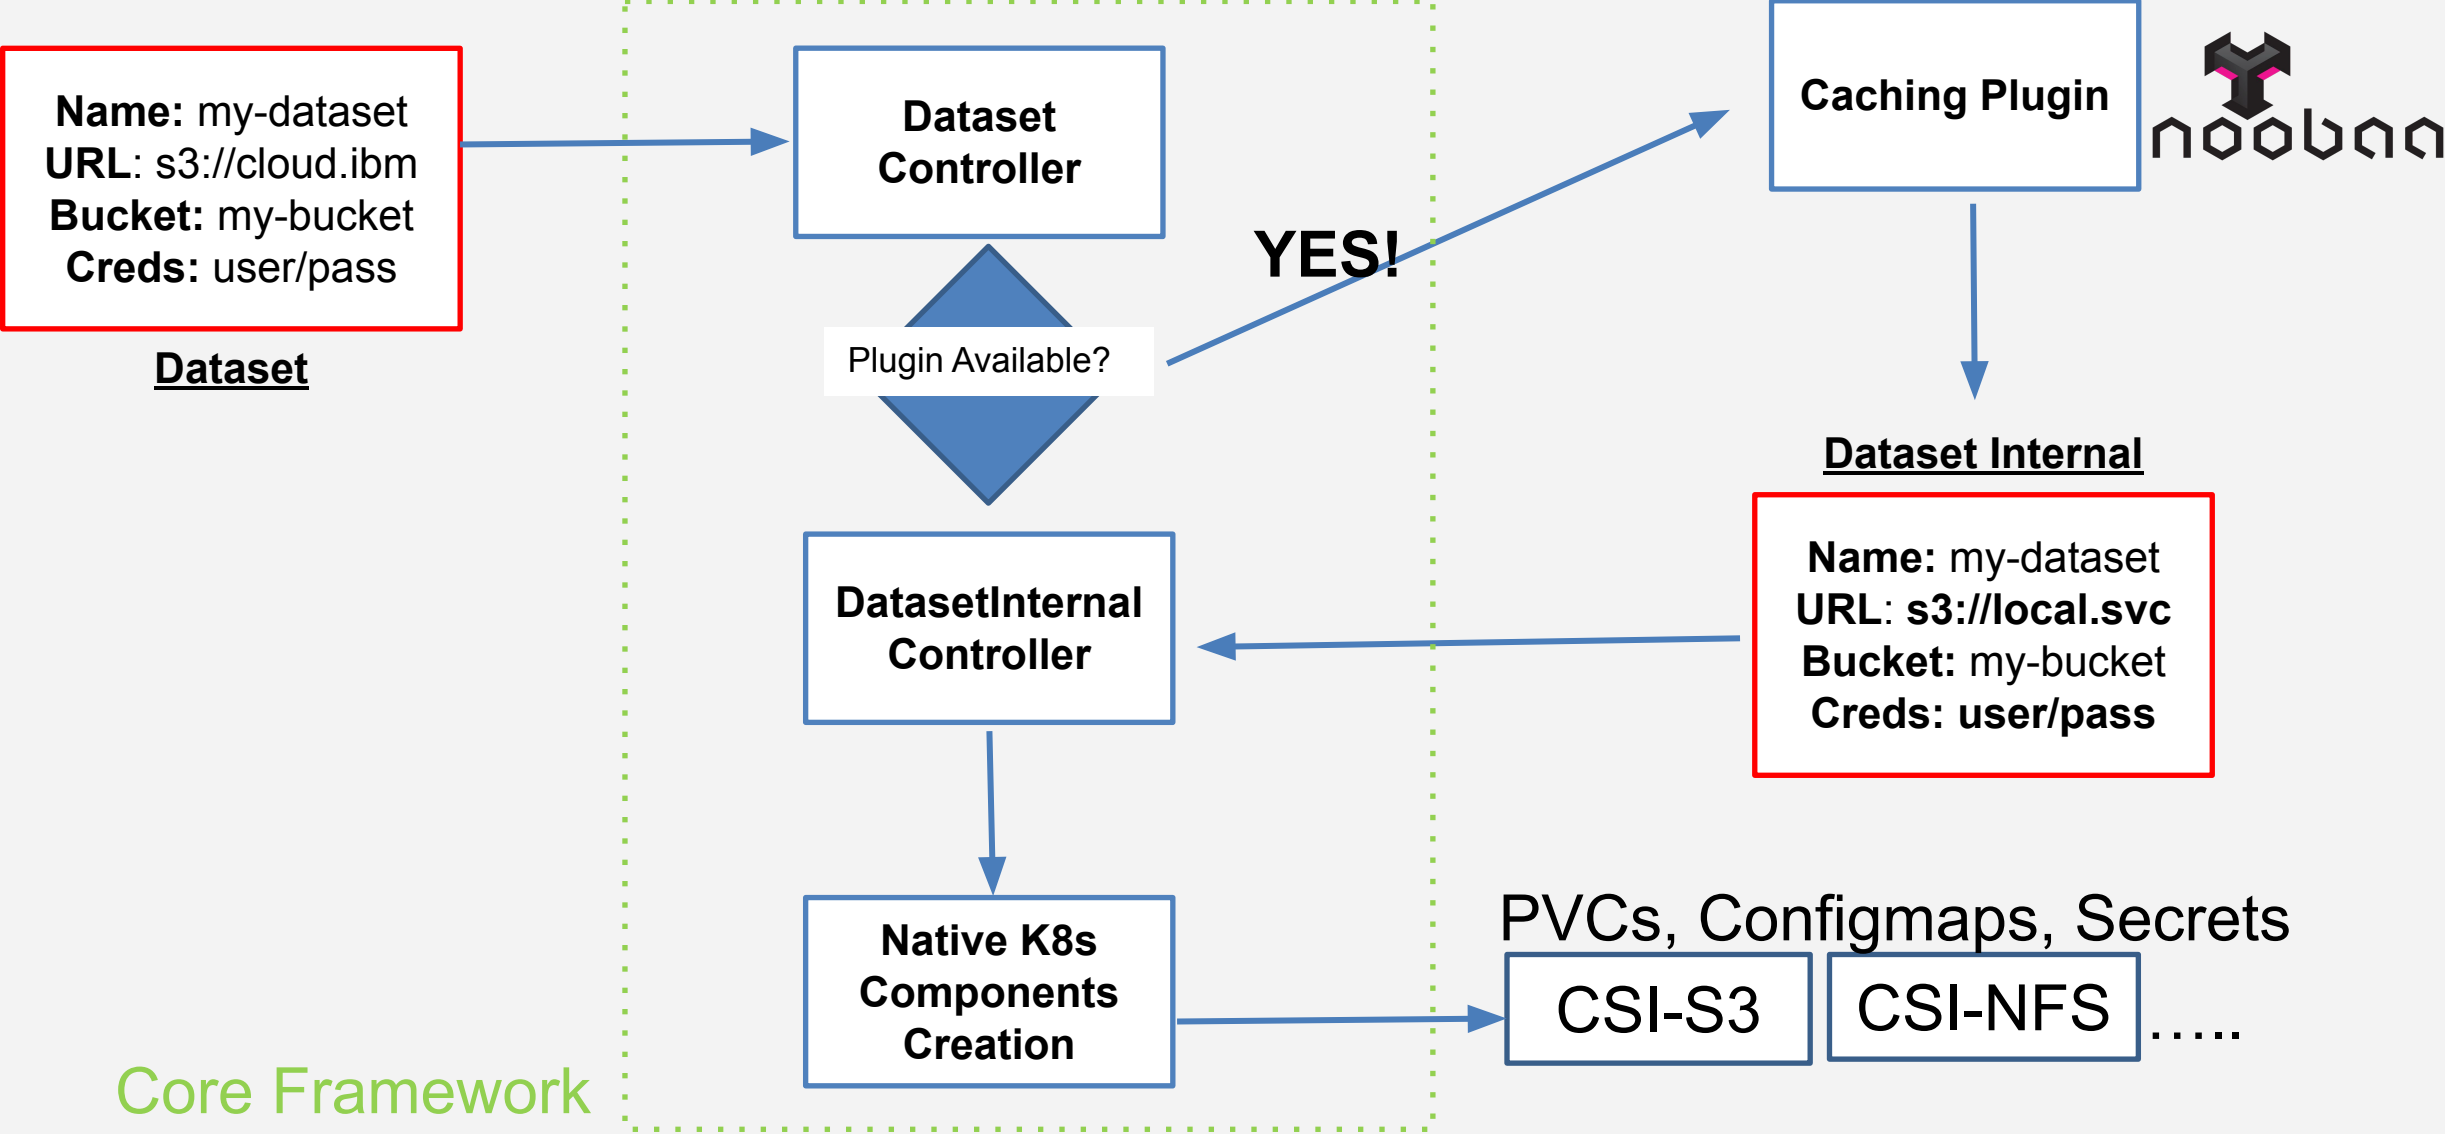 Name: my-dataset
URL: s3://cloud.ibm
Bucket: my-bucket
Creds: user/pass
Dataset
Dataset
Controller
Plugin Available?
YES!
Caching Plugin
noobaa
Dataset Internal
Name: my-dataset
URL: s3://local.svc
Bucket: my-bucket
Creds: user/pass
DatasetInternal
Controller
Native K8s
Components
Creation
PVCs, Configmaps, Secrets
CSI-S3
CSI-NFS
.....
Core Framework